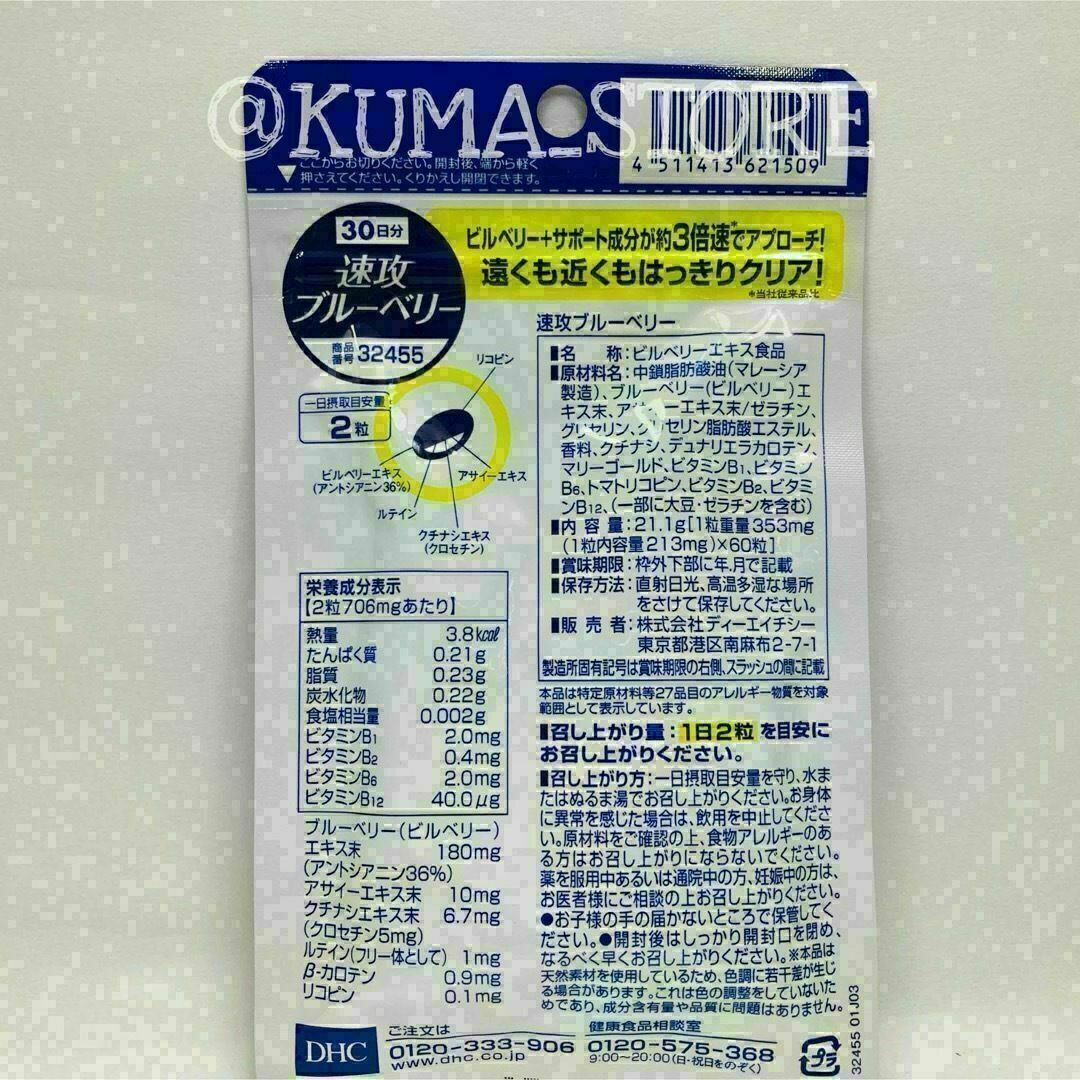 @KUMA_STORE
ここからお切りください。開封後、端から軽く
押さえてください。くりかえし開閉できます。
4 511413 621509
30日分
速攻
ブルーベリー
商品
番号 32455
ビルベリー+サポート成分が約3倍速*でアプローチ!
遠くも近くもはっきりクリア!
*当社従来品比
一日摂取目安量
2粒
リコピン
ビルベリーエキス
(アントシアニン36%)
アサイーエキス
ルテイン
クチナシエキス
(クロセチン)
栄養成分表示
【2粒706mgあたり】
熱量 3.8kcal
たんぱく質 0.21g
脂質 0.23g
炭水化物 0.22g
食塩相当量 0.002g
ビタミンB1 2.0mg
ビタミンB2 0.4mg
ビタミンB6 2.0mg
ビタミンB12 40.0μg
ブルーベリー(ビルベリー)
エキス末 180mg
(アントシアニン36%)
アサイーエキス末 10mg
クチナシエキス末 6.7mg
(クロセチン5mg)
ルテイン(フリー体として) 1mg
β-カロテン 0.9mg
リコピン 0.1mg
速攻ブルーベリー
■名 称:ビルベリーエキス食品
■原材料名:中鎖脂肪酸油(マレーシア
製造)、ブルーベリー(ビルベリー)エ
キス末、アサイーエキス末/ゼラチン、
グリセリン、グリセリン脂肪酸エステル、
香料、クチナシ、デュナリエラカロテン、
マリーゴールド、ビタミンB1、ビタミン
B6、トマトリコピン、ビタミンB2、ビタミ
ンB12、(一部に大豆・ゼラチンを含む)
■内 容 量:21.1g[1粒重量353mg
(1粒内容量213mg)×60粒]
■賞味期限:枠外下部に年.月で記載
■保存方法:直射日光、高温多湿な場所
をさけて保存してください。
■販 売 者:株式会社ディーエイチシー
東京都港区南麻布2-7-1
製造所固有記号は賞味期限の右側、スラッシュの間に記載
本品は特定原材料等27品目のアレルギー物質を対象
範囲として表示しています。
■召し上がり量:1日2粒を目安に
お召し上がりください。
■召し上がり方:一日摂取目安量を守り、水ま
たはぬるま湯でお召し上がりください。お身体
に異常を感じた場合は、飲用を中止してくださ
い。原材料をご確認の上、食物アレルギーのあ
る方はお召し上がりにならないでください。
薬を服用中あるいは通院中の方、妊娠中の方は、
お医者様にご相談の上お召し上がりください。
●お子様の手の届かないところで保管してく
ださい。●開封後はしっかり開封口を閉め、
なるべく早くお召し上がりください。※本品は
天然素材を使用しているため、色調に若干差が生じ
る場合があります。これは色の調整をしていないた
めであり、成分含有量や品質に問題はありません。
DHC
ご注文は
0120-333-906
www.dhc.co.jp
健康食品相談室
0120-575-368
9:00~20:00(日・祝日をのぞく)
プラ
32455 01J03